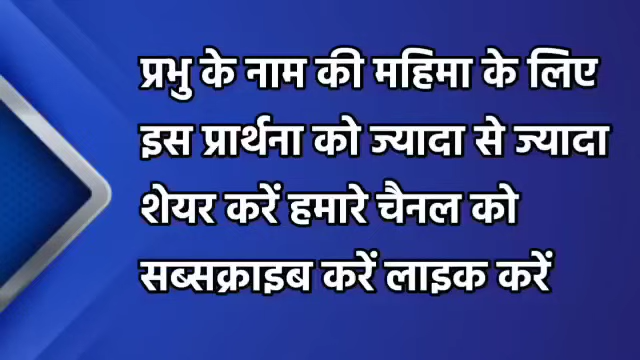 प्रभु के नाम की महिमा के लिए
इस प्रार्थना को ज्यादा से ज्यादा
शेयर करें हमारे चैनल को
सब्सक्राइब करें लाइक करें